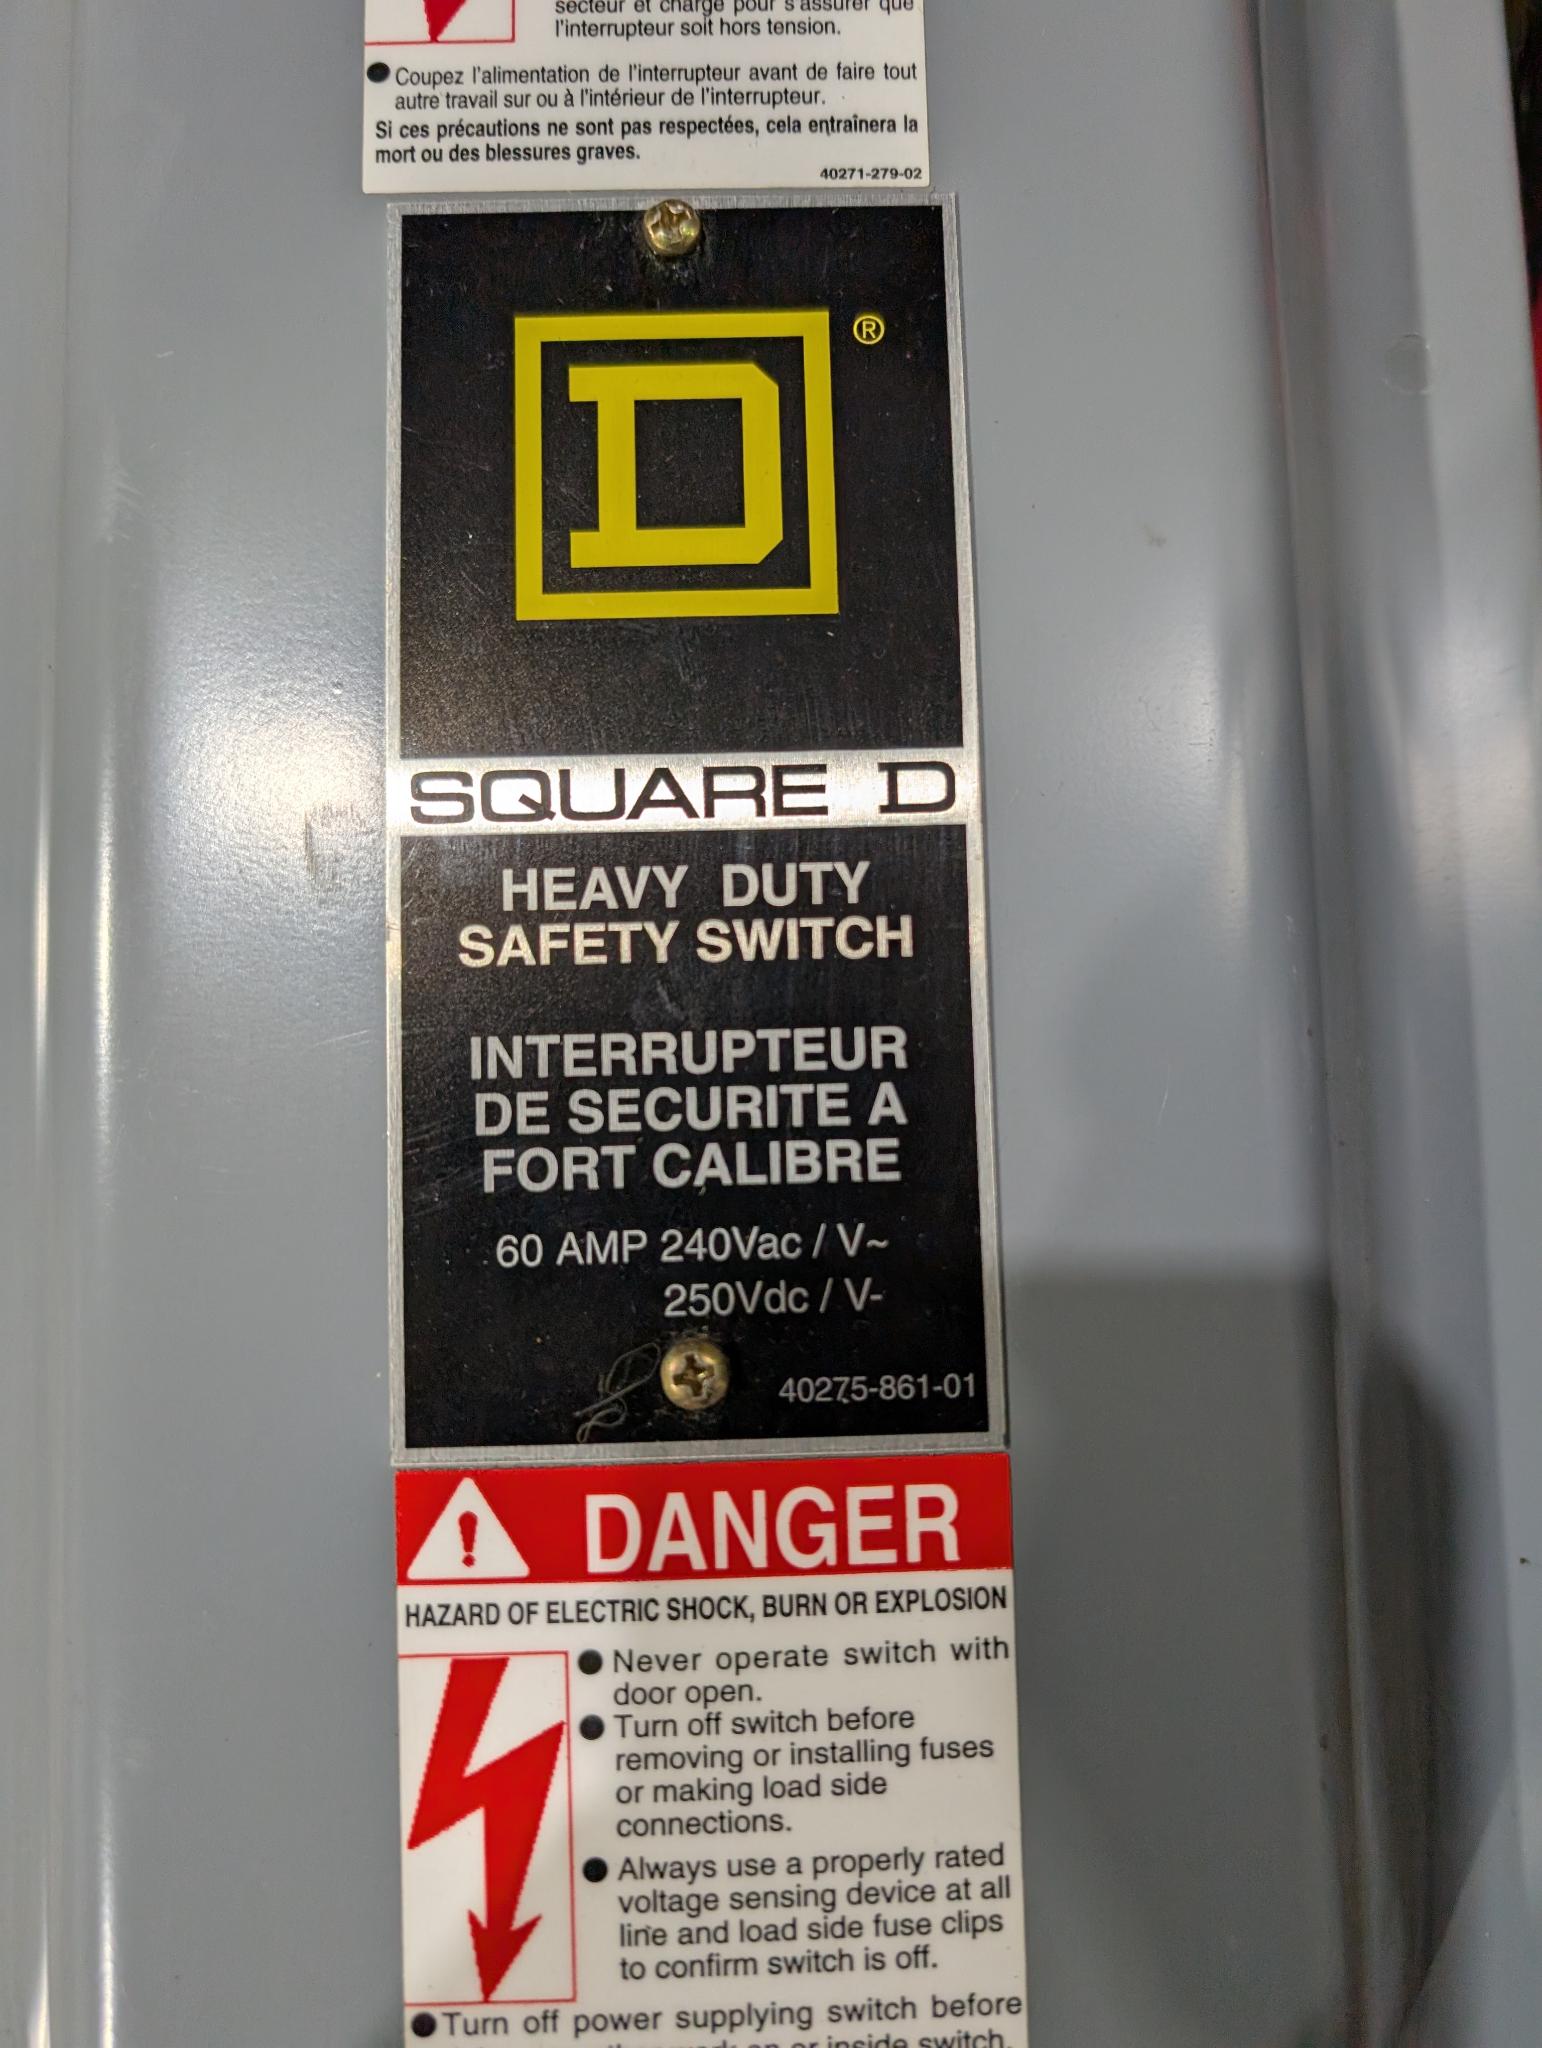 secteur et charge pour s'assurer que
l'interrupteur soit hors tension.
● Coupez l'alimentation de l'interrupteur avant de faire tout
autre travail sur ou à l'intérieur de l'interrupteur.
Si ces précautions ne sont pas respectées, cela entraînera la
mort ou des blessures graves.
40271-279-02
D ®
SQUARE D
HEAVY DUTY
SAFETY SWITCH
INTERRUPTEUR
DE SECURITE A
FORT CALIBRE
60 AMP 240Vac / V~
250Vdc / V-
40275-861-01
DANGER
HAZARD OF ELECTRIC SHOCK, BURN OR EXPLOSION
● Never operate switch with
door open.
● Turn off switch before
removing or installing fuses
or making load side
connections.
● Always use a properly rated
voltage sensing device at all
line and load side fuse clips
to confirm switch is off.
● Turn off power supplying switch before
or inside switch.